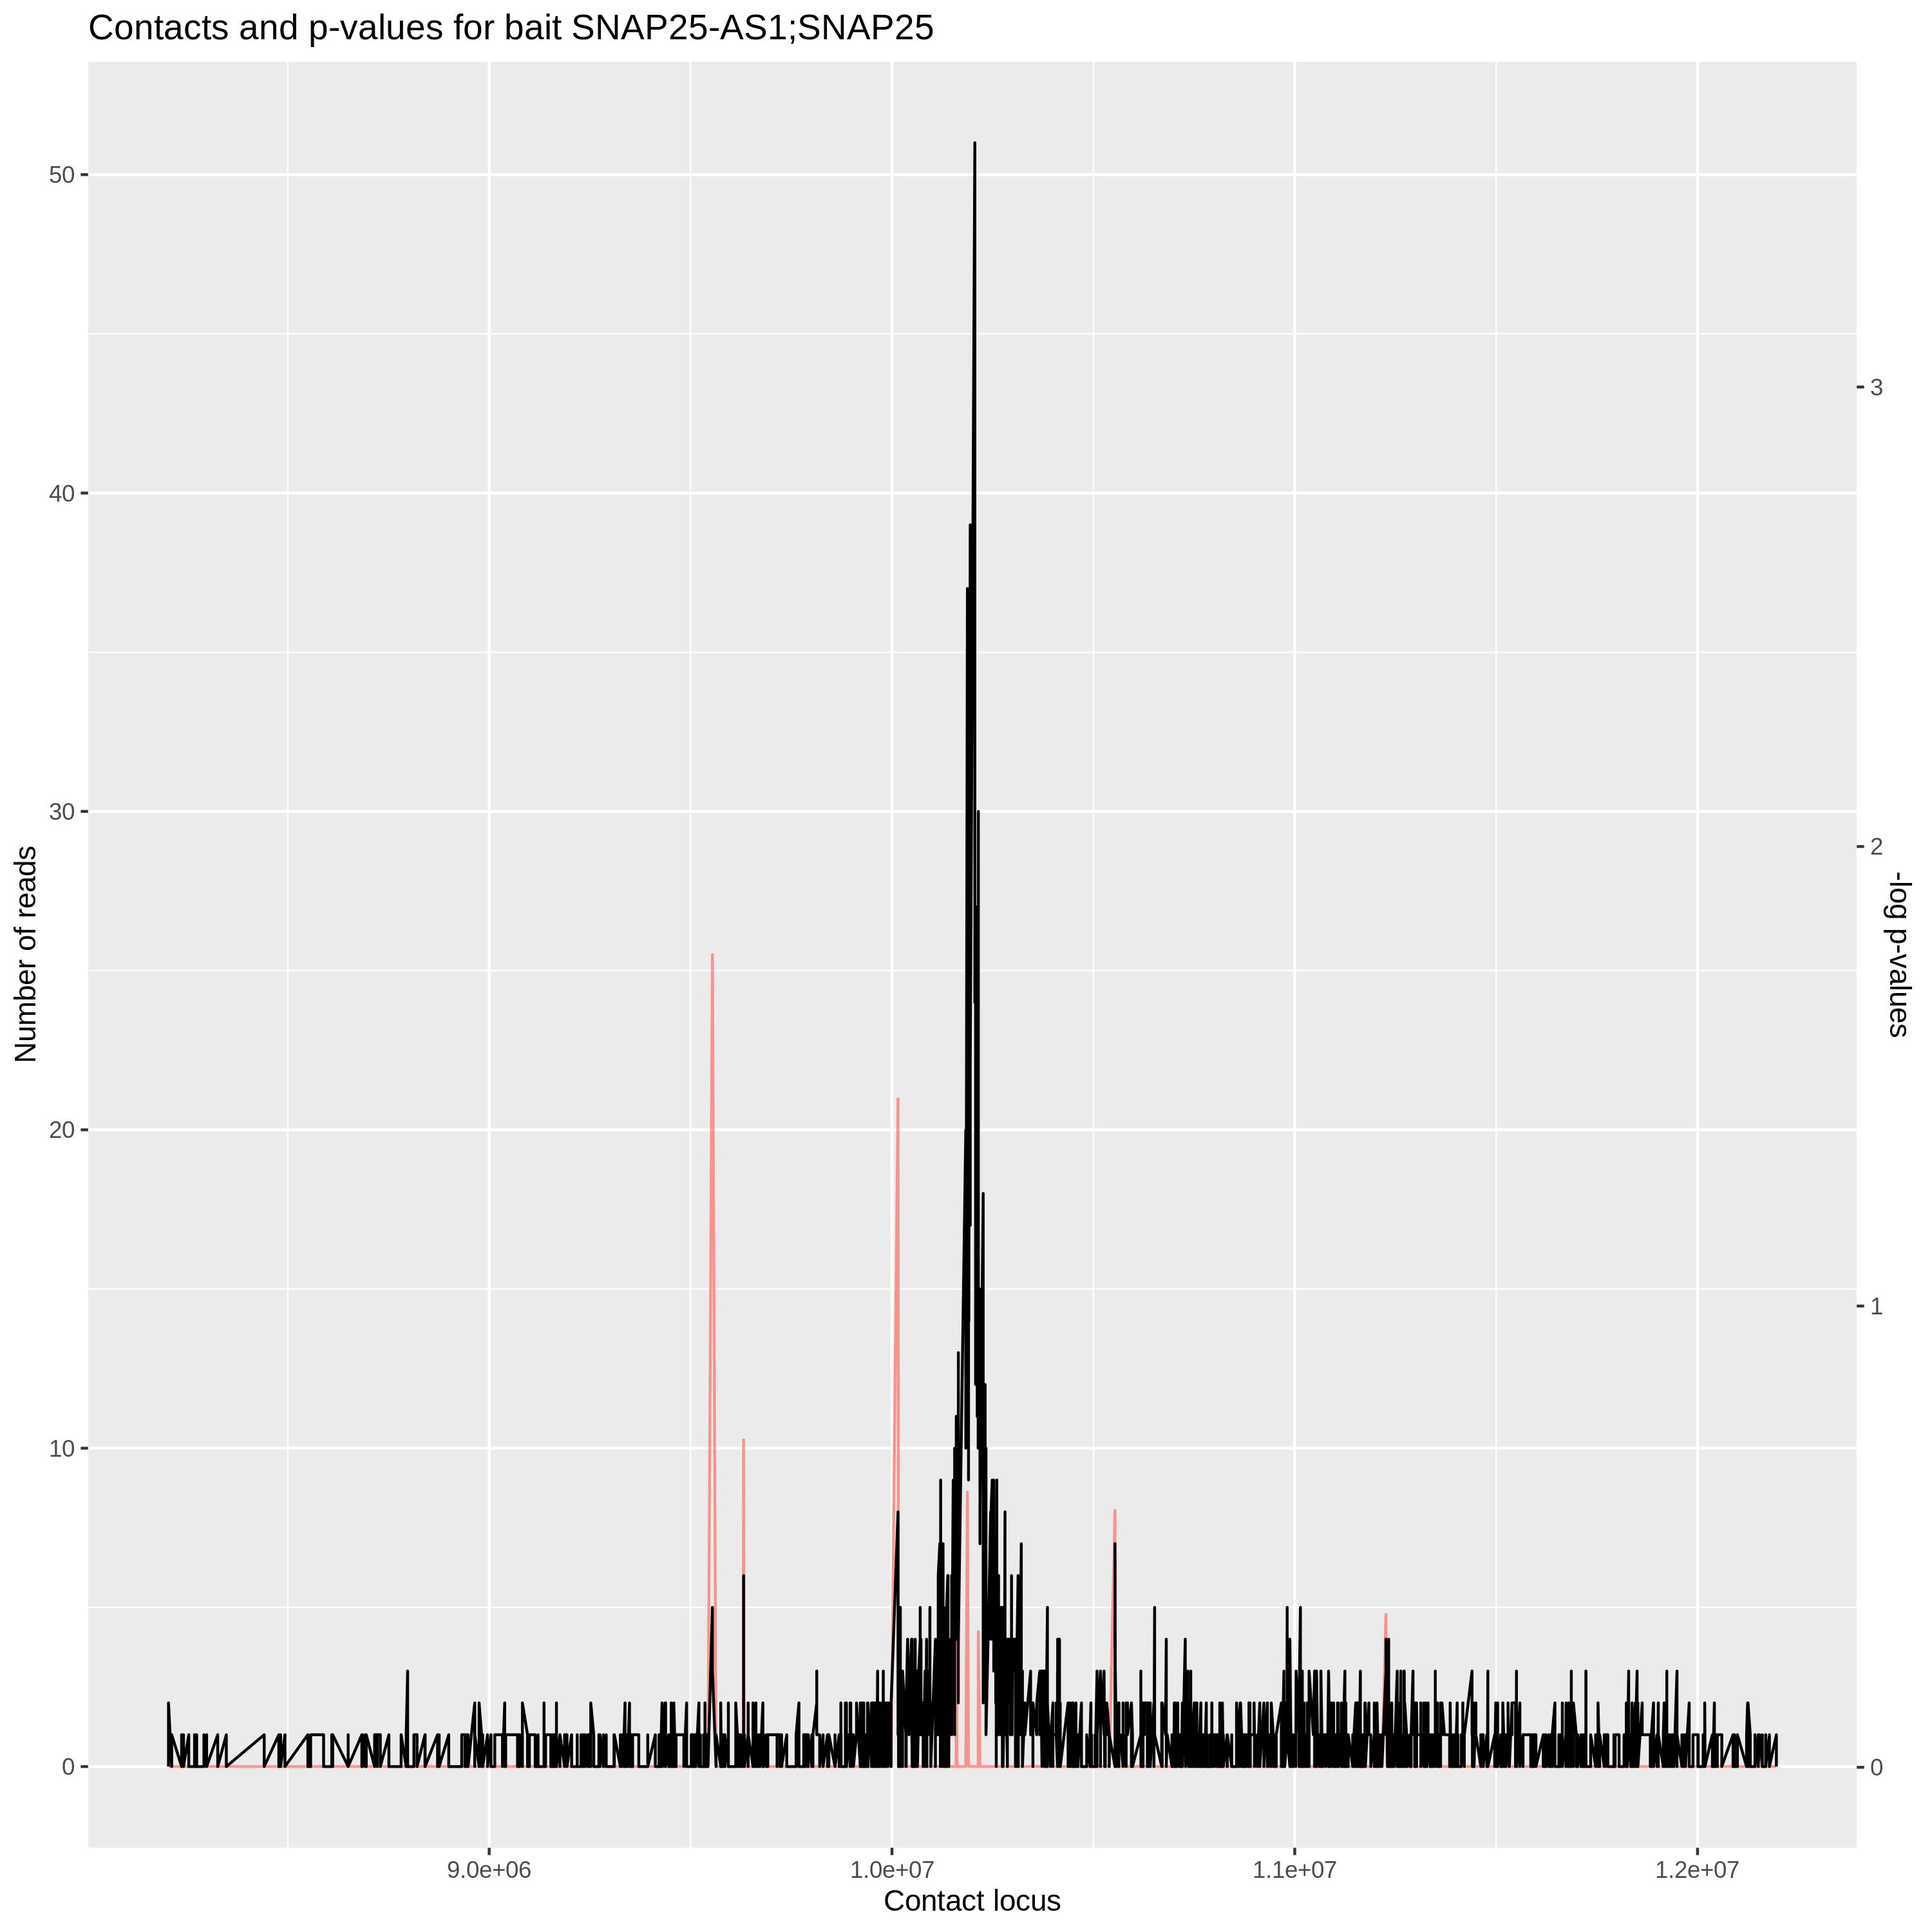 Contacts and p-values for bait SNAP25-AS1;SNAP25
50
40
30
20
10
0
Number of reads
3
2
1
0
-log p-values
9.0e+06
1.0e+07
1.1e+07
1.2e+07
Contact locus